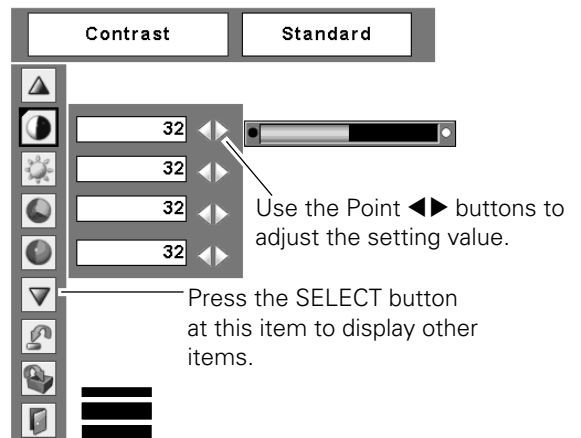 Contrast Standard
32
32
32
32
Use the Point ◀▶ buttons to
adjust the setting value.
Press the SELECT button
at this item to display other
items.